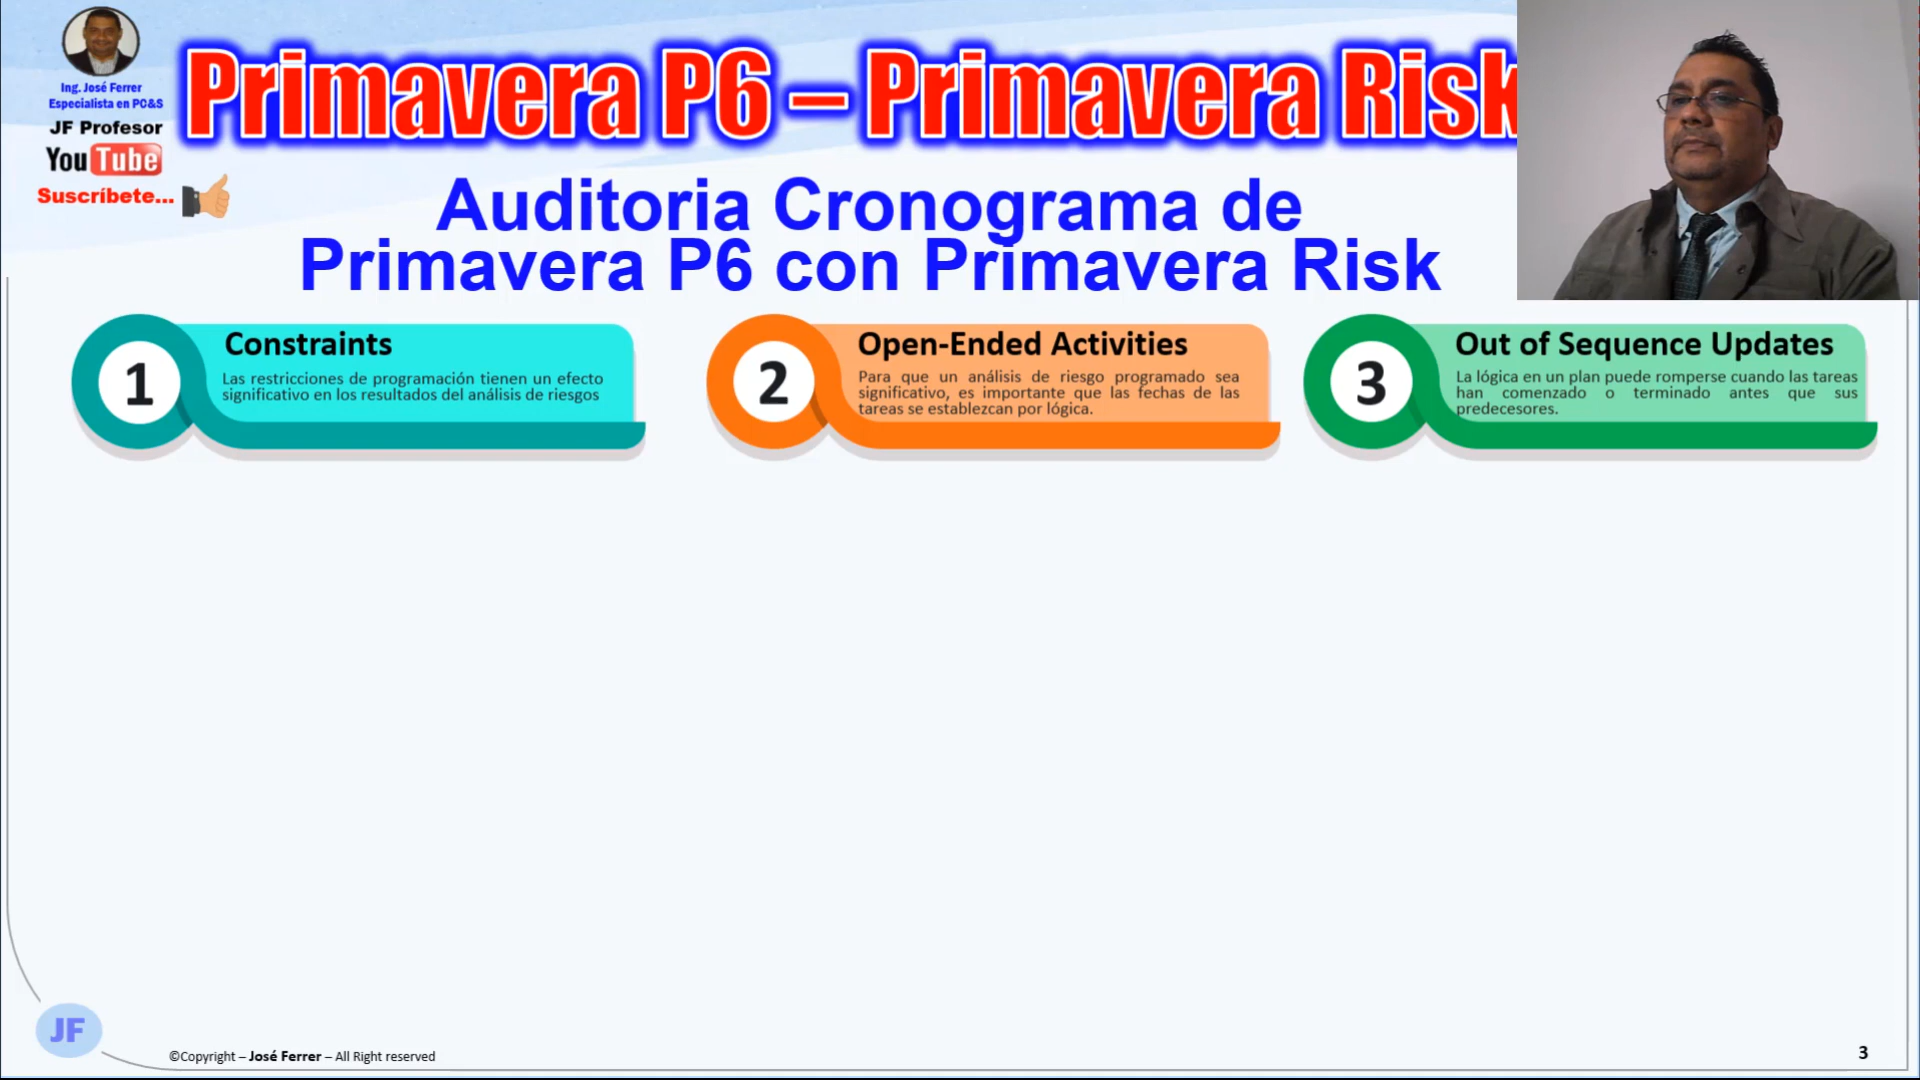 Ing. José Ferrer
Especialista en PC&S
JF Profesor
YouTube
Suscríbete...
Primavera P6 – Primavera Risk
Auditoria Cronograma de
Primavera P6 con Primavera Risk
1
Constraints
Las restricciones de programación tienen un efecto
significativo en los resultados del análisis de riesgos
2
Open-Ended Activities
Para que un análisis de riesgo programado sea
significativo, es importante que las fechas de las
tareas se establezcan por lógica.
3
Out of Sequence Updates
La lógica en un plan puede romperse cuando las tareas
han comenzado o terminado antes que sus
predecesores.
JF
©Copyright – José Ferrer – All Right reserved
3